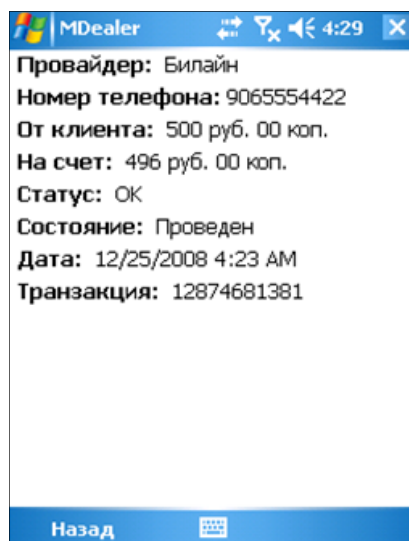 MDealer 4:29
Провайдер: Билайн
Номер телефона: 9065554422
От клиента: 500 руб. 00 коп.
На счет: 496 руб. 00 коп.
Статус: OK
Состояние: Проведен
Дата: 12/25/2008 4:23 AM
Транзакция: 12874681381
Назад